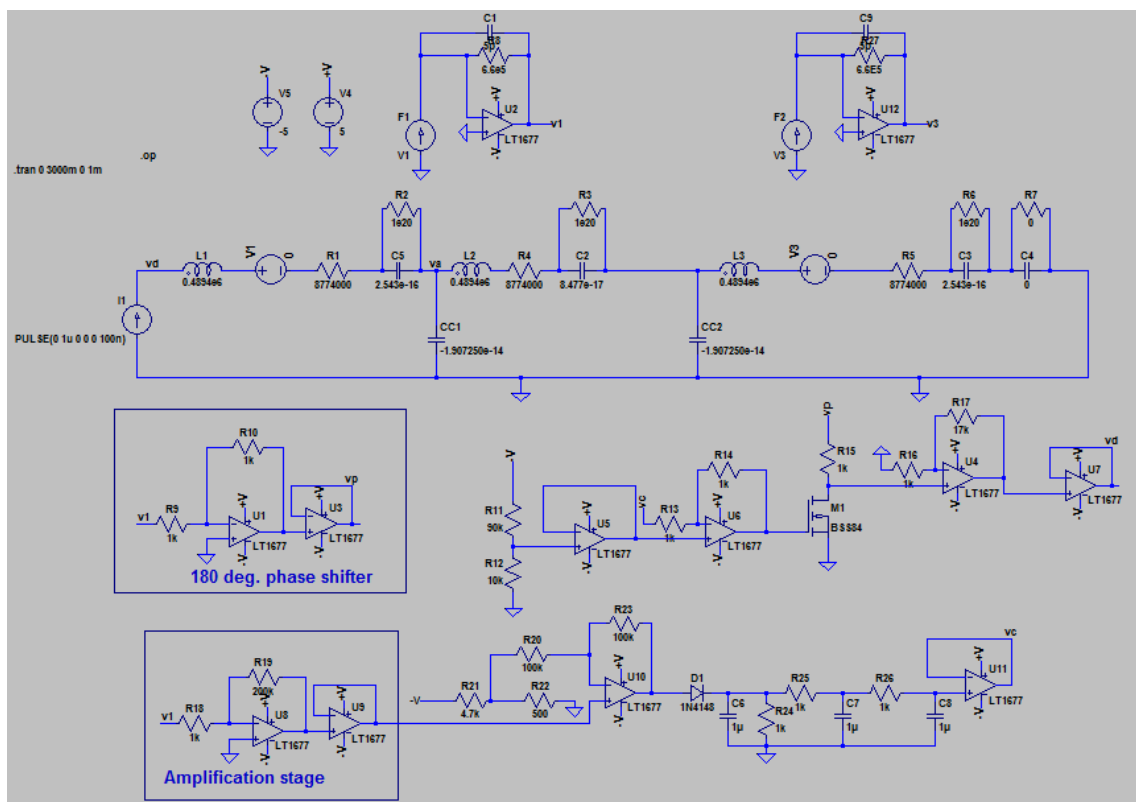 C1
R8
5p
6.6e5
+V
U2
LT1677
-V
v1
F1
V1
C9
R27
5p
6.6E5
+V
U12
LT1677
-V
v3
F2
V3
-V
V5
-5
+V
V4
5
.op
.tran 0 3000m 0 1m
R2
1e20
R3
1e20
R6
1e20
R7
0
vd
L1
0.4894e6
V1
0
R1
8774000
C5
2.543e-16
va
L2
0.4894e6
R4
8774000
C2
8.477e-17
L3
0.4894e6
V3
0
R5
8774000
C3
2.543e-16
C4
0
I1
PULSE(0 1u 0 0 0 100n)
CC1
-1.907250e-14
CC2
-1.907250e-14
R10
1k
v1
R9
1k
+V
U1
LT1677
-V
vp
+V
U3
LT1677
-V
180 deg. phase shifter
-V
R11
90k
R12
10k
+V
U5
LT1677
-V
vc
R13
1k
R14
1k
+V
U6
LT1677
-V
vp
R15
1k
M1
BSS84
R16
1k
R17
17k
+V
U4
LT1677
-V
vd
+V
U7
LT1677
-V
R19
200k
v1
R18
1k
+V
U8
LT1677
-V
+V
U9
LT1677
-V
Amplification stage
-V
R21
4.7k
R20
100k
R22
500
R23
100k
+V
U10
LT1677
-V
D1
1N4148
C6
1µ
R24
1k
R25
1k
C7
1µ
R26
1k
C8
1µ
vc
+V
U11
LT1677
-V